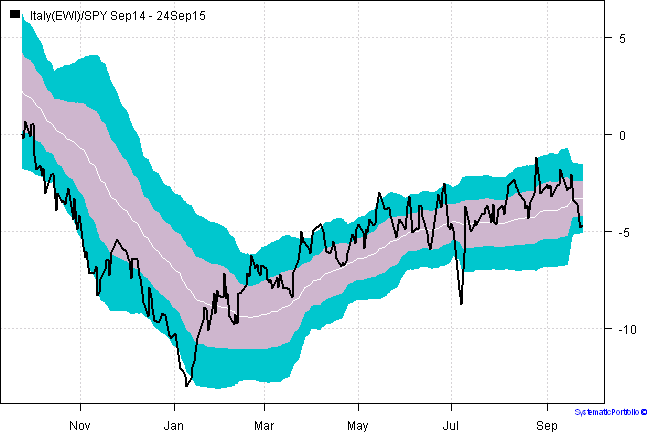 Italy(EWI)/SPY Sep14 - 24Sep15
5
0
-5
-10
Nov Jan Mar May Jul Sep
SystematicPortfolio ©